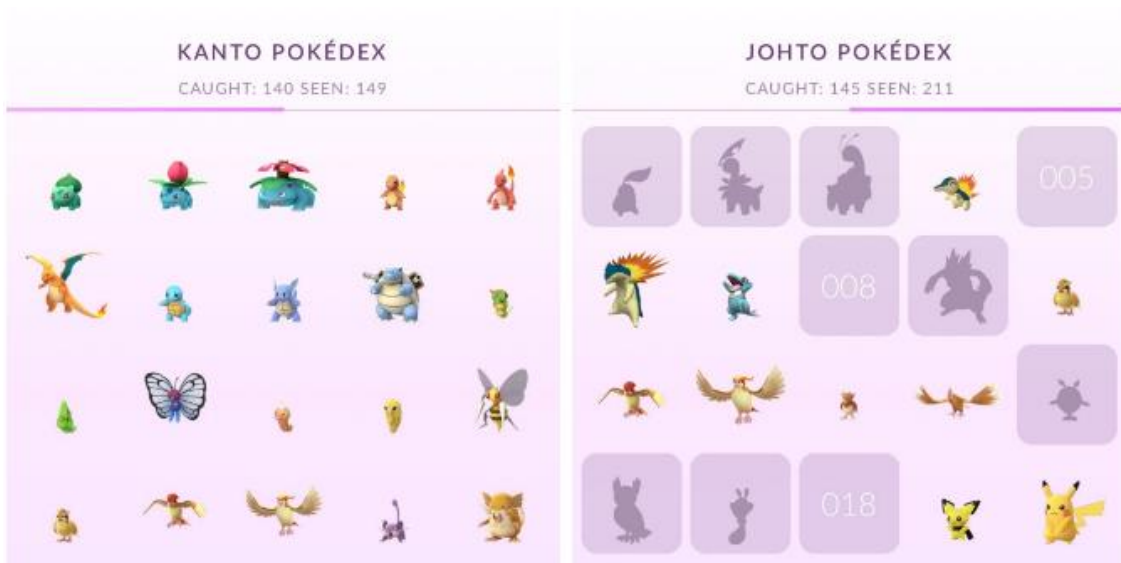 KANTO POKÉDEX
CAUGHT: 140 SEEN: 149
JOHTO POKÉDEX
CAUGHT: 145 SEEN: 211
005
008
018